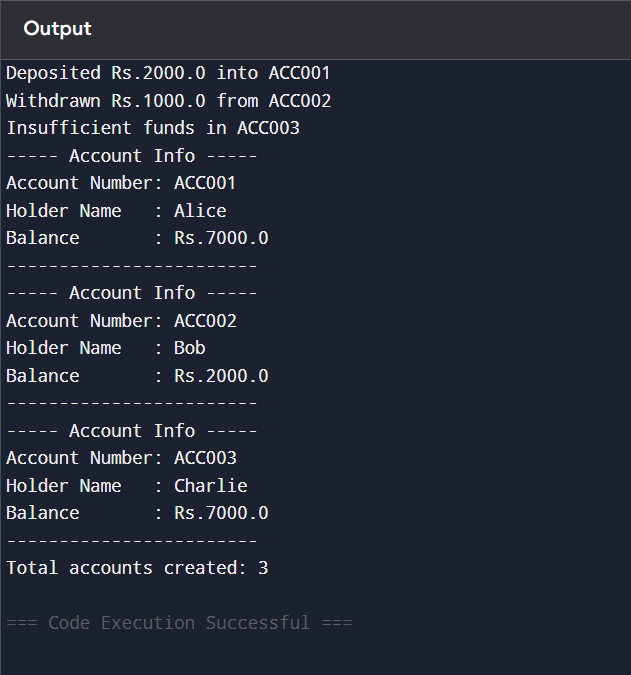 Output
Deposited Rs.2000.0 into ACC001
Withdrawn Rs.1000.0 from ACC002
Insufficient funds in ACC003
----- Account Info -----
Account Number: ACC001
Holder Name   : Alice
Balance       : Rs.7000.0
------------------------
----- Account Info -----
Account Number: ACC002
Holder Name   : Bob
Balance       : Rs.2000.0
------------------------
----- Account Info -----
Account Number: ACC003
Holder Name   : Charlie
Balance       : Rs.7000.0
------------------------
Total accounts created: 3
=== Code Execution Successful ===